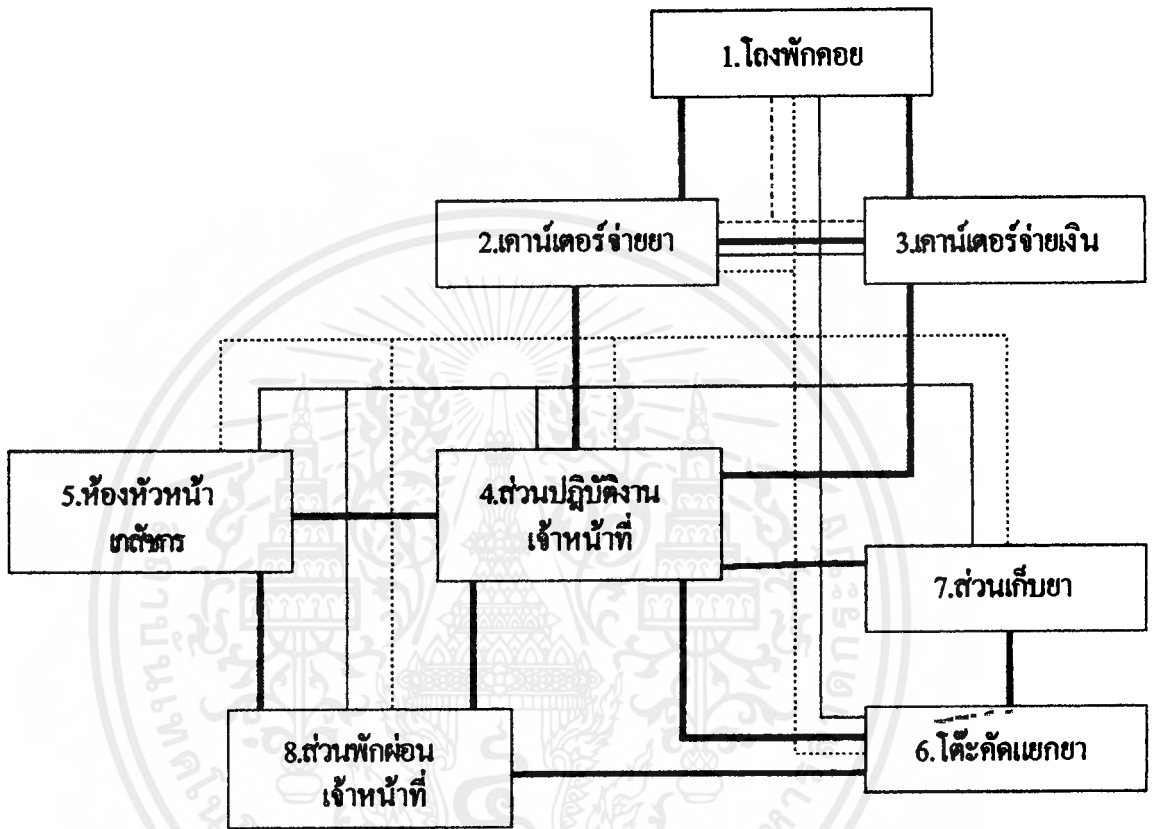 1.โถงพักคอย
2.เคาน์เตอร์จ่ายยา
3.เคาน์เตอร์จ่ายเงิน
5.ห้องหัวหน้า
เภสัชกร
4.ส่วนปฏิบัติงาน
เจ้าหน้าที่
7.ส่วนเก็บยา
8.ส่วนพักผ่อน
เจ้าหน้าที่
6.โต๊ะคัดแยกยา